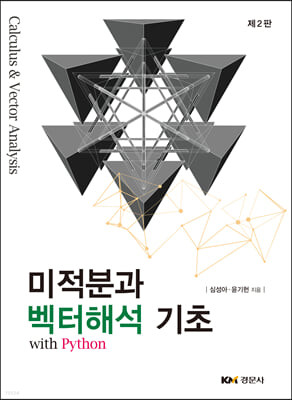 Calculus & Vector Analysis
제2판
미적분과
벡터해석 기초
with Python
| 심성아·윤기헌 지음 |
KM 경문사